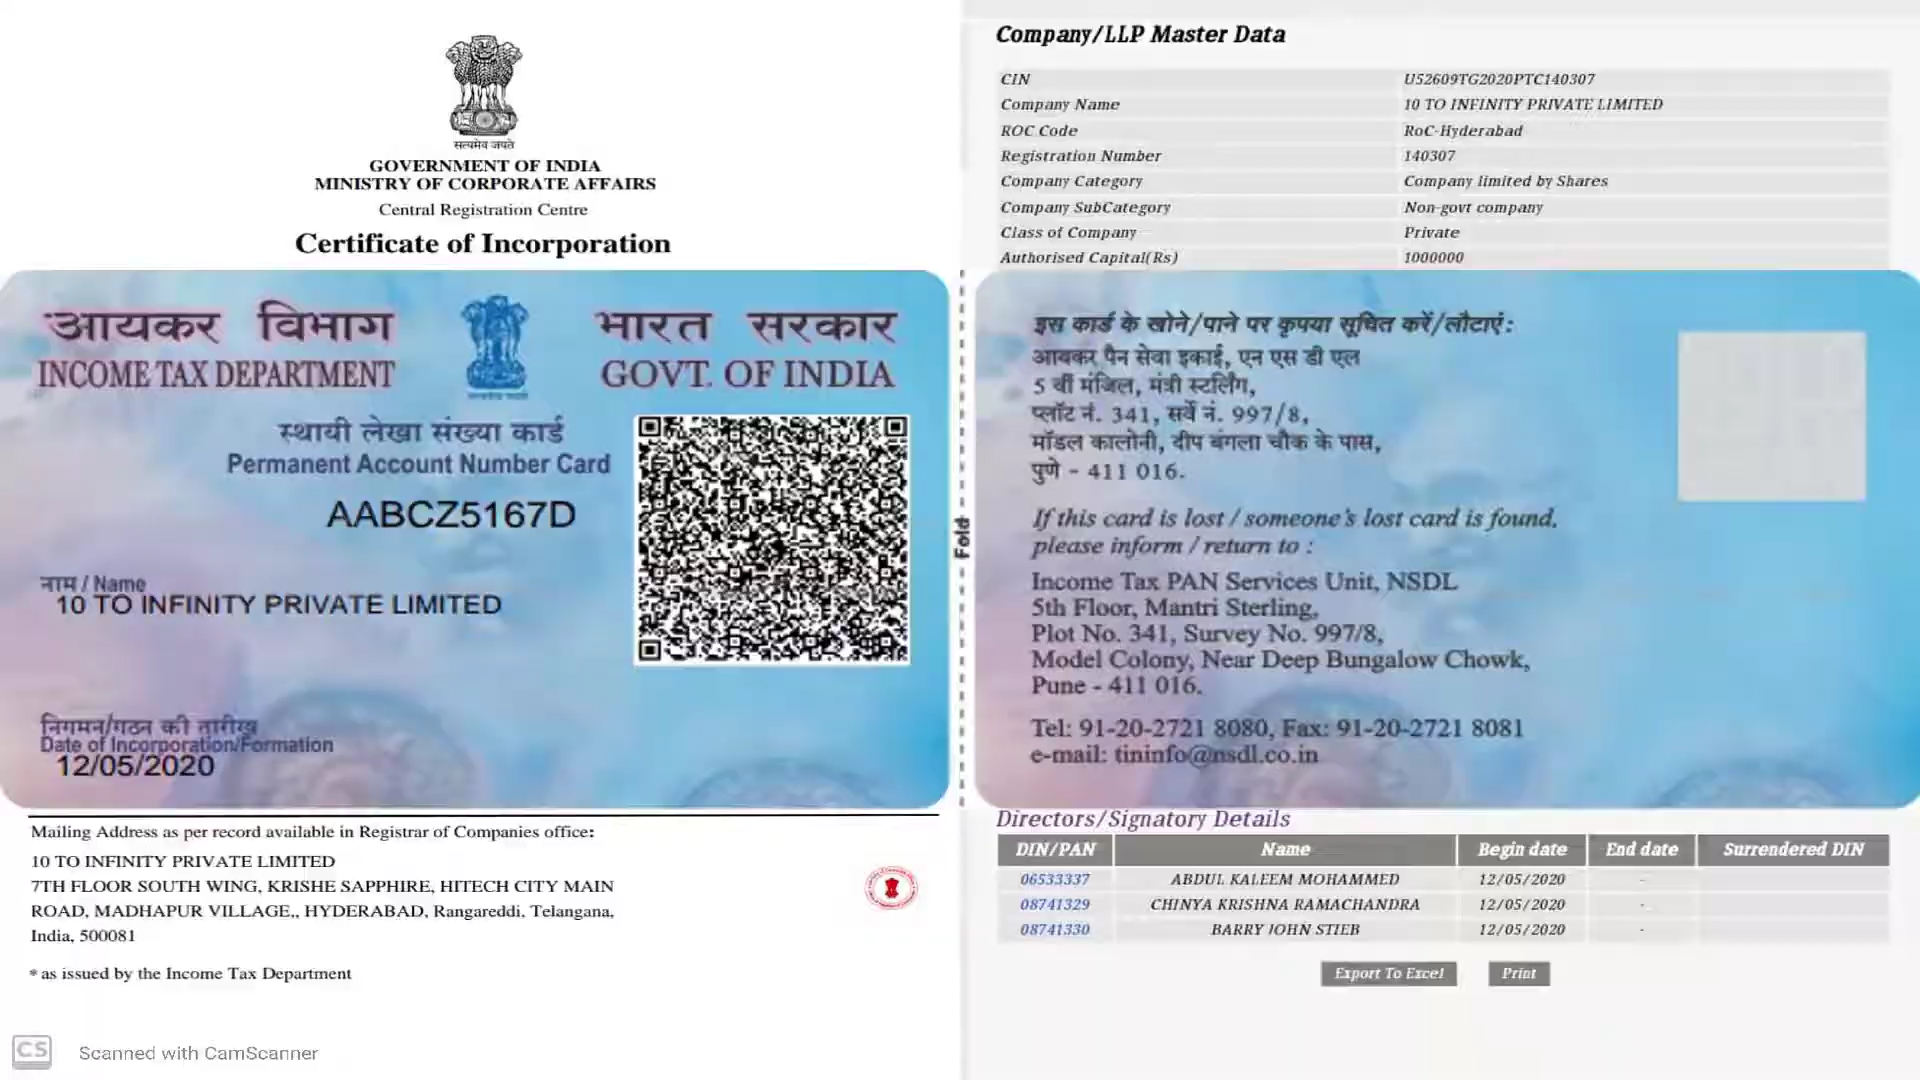 सत्यमेव जयते
GOVERNMENT OF INDIA
MINISTRY OF CORPORATE AFFAIRS
Central Registration Centre
Certificate of Incorporation
आयकर विभाग
INCOME TAX DEPARTMENT
भारत सरकार
GOVT. OF INDIA
स्थायी लेखा संख्या कार्ड
Permanent Account Number Card
AABCZ5167D
नाम / Name
10 TO INFINITY PRIVATE LIMITED
निगमन/गठन की तारीख
Date of Incorporation/Formation
12/05/2020
Mailing Address as per record available in Registrar of Companies office:
10 TO INFINITY PRIVATE LIMITED
7TH FLOOR SOUTH WING, KRISHE SAPPHIRE, HITECH CITY MAIN
ROAD, MADHAPUR VILLAGE,, HYDERABAD, Rangareddi, Telangana,
India, 500081
* as issued by the Income Tax Department
CS Scanned with CamScanner
Fold
Company/LLP Master Data
CIN U52609TG2020PTC140307
Company Name 10 TO INFINITY PRIVATE LIMITED
ROC Code RoC-Hyderabad
Registration Number 140307
Company Category Company limited by Shares
Company SubCategory Non-govt company
Class of Company Private
Authorised Capital(Rs) 1000000
इस कार्ड के खोने/पाने पर कृपया सूचित करें/लौटाएं:
आयकर पैन सेवा इकाई, एन एस डी एल
5 वीं मंजिल, मंत्री स्टर्लिंग,
प्लॉट नं. 341, सर्वे नं. 997/8,
मॉडल कालोनी, दीप बंगला चौक के पास,
पुणे - 411 016.
If this card is lost / someone's lost card is found,
please inform / return to :
Income Tax PAN Services Unit, NSDL
5th Floor, Mantri Sterling,
Plot No. 341, Survey No. 997/8,
Model Colony, Near Deep Bungalow Chowk,
Pune - 411 016.
Tel: 91-20-2721 8080, Fax: 91-20-2721 8081
e-mail: tininfo@nsdl.co.in
Directors/Signatory Details
DIN/PAN Name Begin date End date Surrendered DIN
06533337 ABDUL KALEEM MOHAMMED 12/05/2020 -
08741329 CHINYA KRISHNA RAMACHANDRA 12/05/2020 -
08741330 BARRY JOHN STIEB 12/05/2020 -
Export To Excel Print